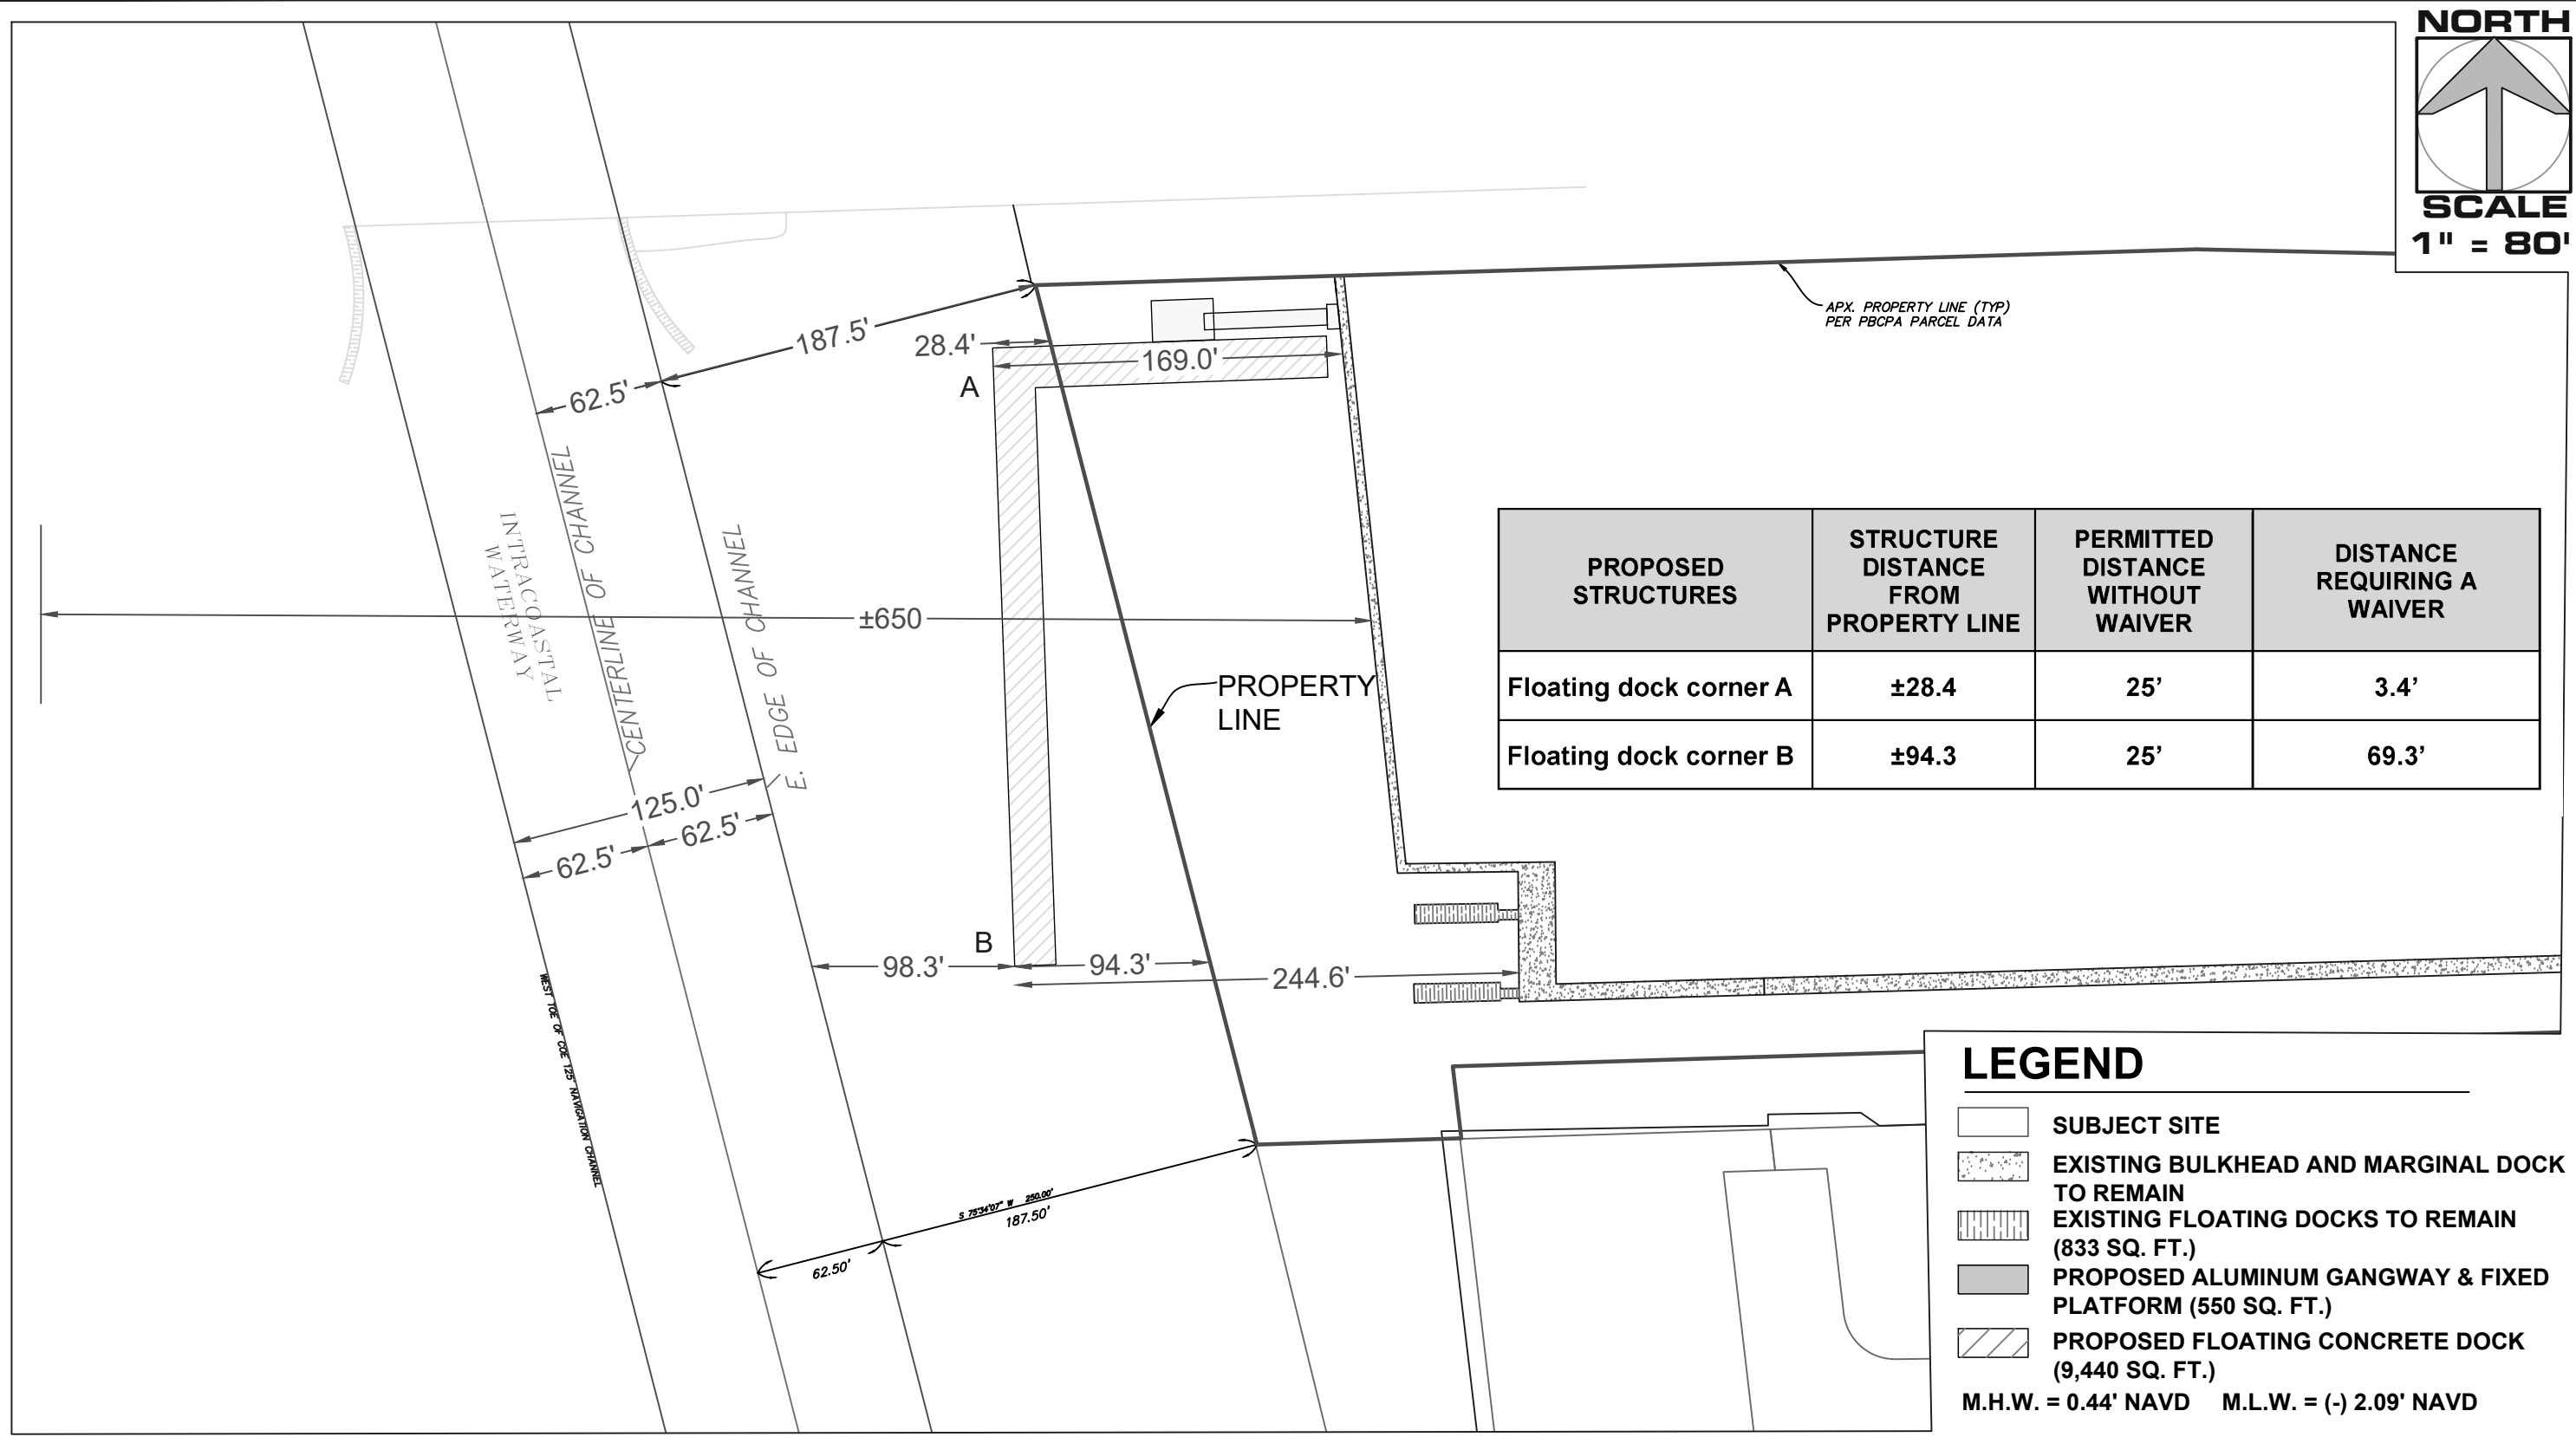 NORTH
SCALE
1" = 80'
APX. PROPERTY LINE (TYP)
PER PBCPA PARCEL DATA
187.5'
28.4'
169.0'
62.5'
A
CENTERLINE OF CHANNEL
INTRACOASTAL
WATERWAY
E. EDGE OF CHANNEL
±650
PROPERTY
LINE
PROPOSED
STRUCTURES
STRUCTURE
DISTANCE
FROM
PROPERTY LINE
PERMITTED
DISTANCE
WITHOUT
WAIVER
DISTANCE
REQUIRING A
WAIVER
Floating dock corner A
±28.4
25’
3.4’
Floating dock corner B
±94.3
25’
69.3’
125.0'
62.5'
62.5'
B
98.3'
94.3'
244.6'
WEST TOE OF COE 125' NAVIGATION CHANNEL
S 75°34'07" W 250.00'
187.50'
62.50'
LEGEND
SUBJECT SITE
EXISTING BULKHEAD AND MARGINAL DOCK
TO REMAIN
EXISTING FLOATING DOCKS TO REMAIN
(833 SQ. FT.)
PROPOSED ALUMINUM GANGWAY & FIXED
PLATFORM (550 SQ. FT.)
PROPOSED FLOATING CONCRETE DOCK
(9,440 SQ. FT.)
M.H.W. = 0.44' NAVD M.L.W. = (-) 2.09' NAVD